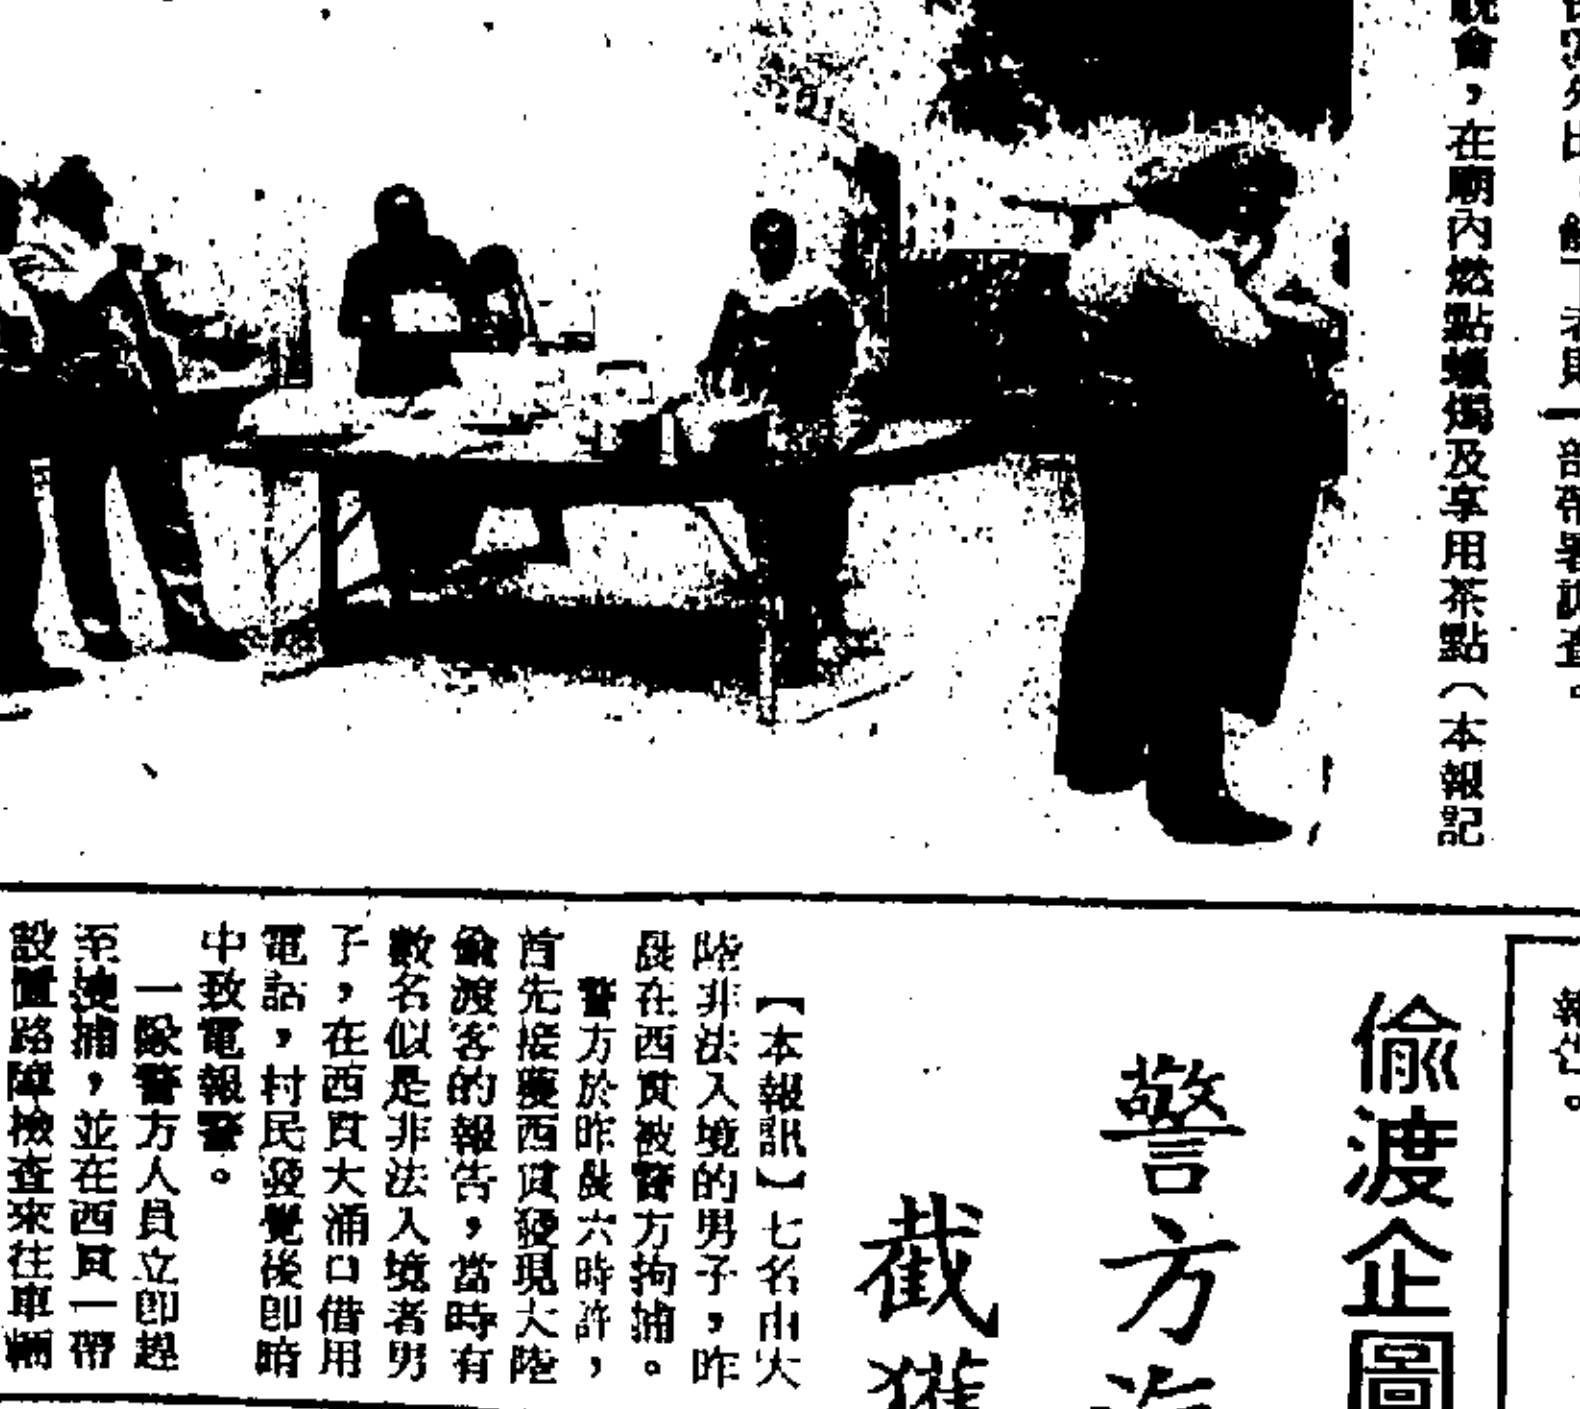 部帶署調查。
會，在廟內燃點蠟燭及享用茶點（本報記
報告。
偷渡企圖
警方
截獲
【本報訊】七名由大
陸非法入境的男子，昨
晨在西貢被警方拘捕。
警方於昨晨六時許，
首先接獲西貢發現大陸
偷渡客的報告，當時有
數名似是非法入境者男
子，在西貢大涌口借用
電話，村民發覺後卽暗
中致電報警。
一隊警方人員立卽趕
至搜捕，並在西貢一帶
設置路障檢查來往車輛